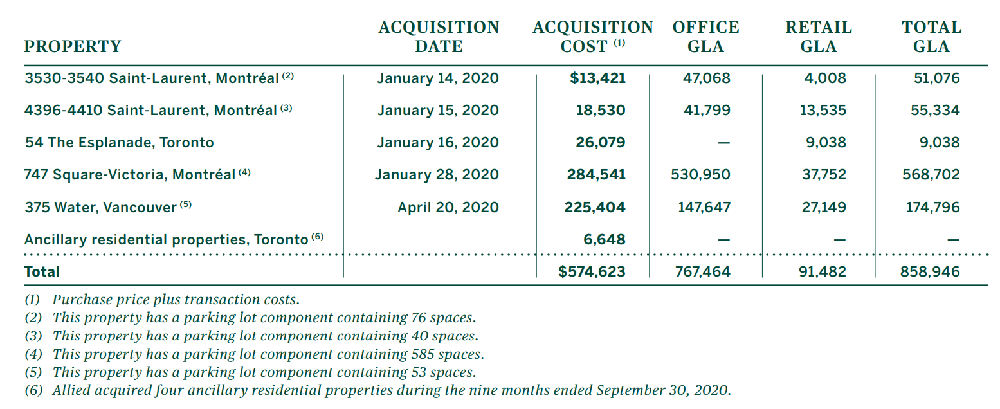 PROPERTY ACQUISITION DATE ACQUISITION COST (1) OFFICE GLA RETAIL GLA TOTAL GLA
3530-3540 Saint-Laurent, Montréal (2) January 14, 2020 $13,421 47,068 4,008 51,076
4396-4410 Saint-Laurent, Montréal (3) January 15, 2020 18,530 41,799 13,535 55,334
54 The Esplanade, Toronto January 16, 2020 26,079 — 9,038 9,038
747 Square-Victoria, Montréal (4) January 28, 2020 284,541 530,950 37,752 568,702
375 Water, Vancouver (5) April 20, 2020 225,404 147,647 27,149 174,796
Ancillary residential properties, Toronto (6) 6,648 — — —
Total $574,623 767,464 91,482 858,946
(1) Purchase price plus transaction costs.
(2) This property has a parking lot component containing 76 spaces.
(3) This property has a parking lot component containing 40 spaces.
(4) This property has a parking lot component containing 585 spaces.
(5) This property has a parking lot component containing 53 spaces.
(6) Allied acquired four ancillary residential properties during the nine months ended September 30, 2020.